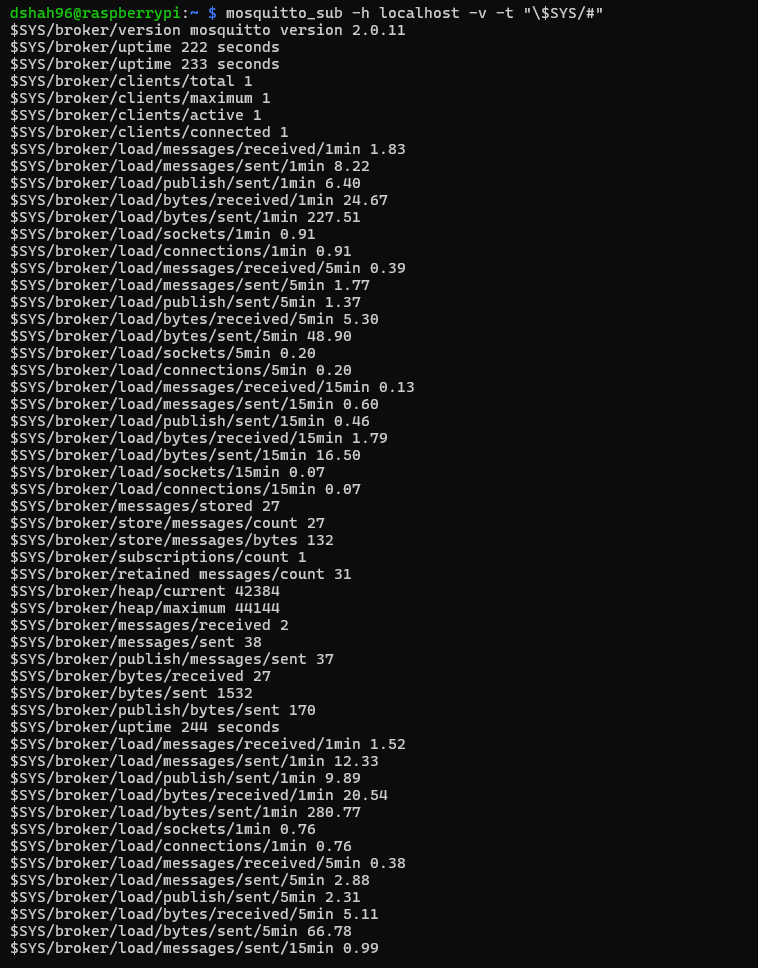 dshah96@raspberrypi:~ $ mosquitto_sub -h localhost -v -t "\$SYS/#"
$SYS/broker/version mosquitto version 2.0.11
$SYS/broker/uptime 222 seconds
$SYS/broker/uptime 233 seconds
$SYS/broker/clients/total 1
$SYS/broker/clients/maximum 1
$SYS/broker/clients/active 1
$SYS/broker/clients/connected 1
$SYS/broker/load/messages/received/1min 1.83
$SYS/broker/load/messages/sent/1min 8.22
$SYS/broker/load/publish/sent/1min 6.40
$SYS/broker/load/bytes/received/1min 24.67
$SYS/broker/load/bytes/sent/1min 227.51
$SYS/broker/load/sockets/1min 0.91
$SYS/broker/load/connections/1min 0.91
$SYS/broker/load/messages/received/5min 0.39
$SYS/broker/load/messages/sent/5min 1.77
$SYS/broker/load/publish/sent/5min 1.37
$SYS/broker/load/bytes/received/5min 5.30
$SYS/broker/load/bytes/sent/5min 48.90
$SYS/broker/load/sockets/5min 0.20
$SYS/broker/load/connections/5min 0.20
$SYS/broker/load/messages/received/15min 0.13
$SYS/broker/load/messages/sent/15min 0.60
$SYS/broker/load/publish/sent/15min 0.46
$SYS/broker/load/bytes/received/15min 1.79
$SYS/broker/load/bytes/sent/15min 16.50
$SYS/broker/load/sockets/15min 0.07
$SYS/broker/load/connections/15min 0.07
$SYS/broker/messages/stored 27
$SYS/broker/store/messages/count 27
$SYS/broker/store/messages/bytes 132
$SYS/broker/subscriptions/count 1
$SYS/broker/retained messages/count 31
$SYS/broker/heap/current 42384
$SYS/broker/heap/maximum 44144
$SYS/broker/messages/received 2
$SYS/broker/messages/sent 38
$SYS/broker/publish/messages/sent 37
$SYS/broker/bytes/received 27
$SYS/broker/bytes/sent 1532
$SYS/broker/publish/bytes/sent 170
$SYS/broker/uptime 244 seconds
$SYS/broker/load/messages/received/1min 1.52
$SYS/broker/load/messages/sent/1min 12.33
$SYS/broker/load/publish/sent/1min 9.89
$SYS/broker/load/bytes/received/1min 20.54
$SYS/broker/load/bytes/sent/1min 280.77
$SYS/broker/load/sockets/1min 0.76
$SYS/broker/load/connections/1min 0.76
$SYS/broker/load/messages/received/5min 0.38
$SYS/broker/load/messages/sent/5min 2.88
$SYS/broker/load/publish/sent/5min 2.31
$SYS/broker/load/bytes/received/5min 5.11
$SYS/broker/load/bytes/sent/5min 66.78
$SYS/broker/load/messages/sent/15min 0.99